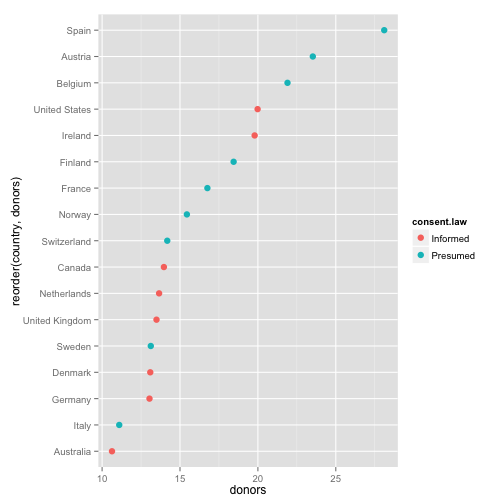 Spain
Austria
Belgium
United States
Ireland
Finland
France
Norway
Switzerland
Canada
Netherlands
United Kingdom
Sweden
Denmark
Germany
Italy
Australia
reorder(country, donors)
10 15 20 25
donors
consent.law
Informed
Presumed